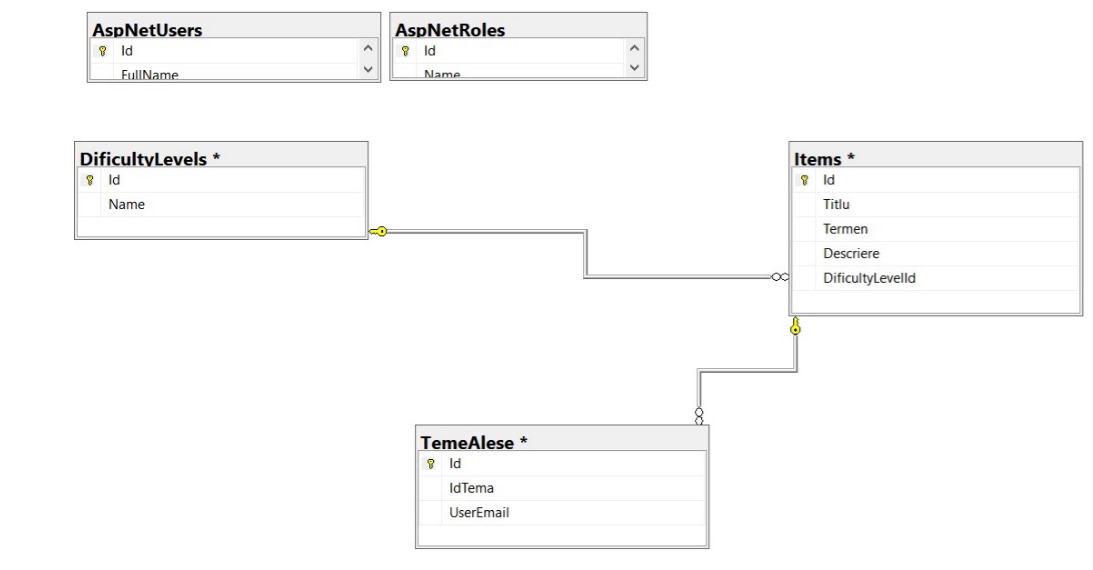 AspNetUsers
Id
FullName
AspNetRoles
Id
Name
DificultyLevels *
Id
Name
Items *
Id
Titlu
Termen
Descriere
DificultyLevelId
TemeAlese *
Id
IdTema
UserEmail